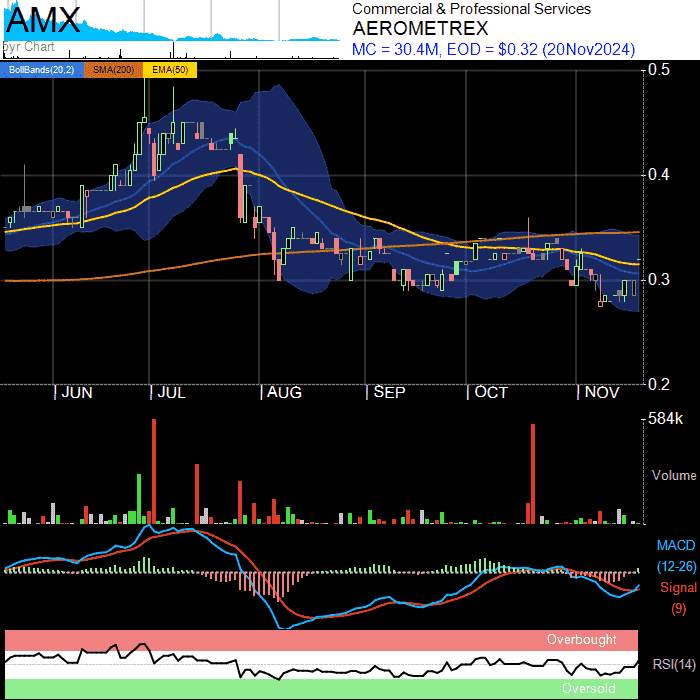 AMX
Commercial & Professional Services
AEROMETREX
5yr Chart
MC = 30.4M, EOD = $0.32 (20Nov2024)
BollBands(20,2) SMA(200) EMA(50)
0.5
0.4
0.3
0.2
JUN JUL AUG SEP OCT NOV
584k
Volume
MACD
(12-26)
Signal
(9)
Overbought
RSI(14)
Oversold